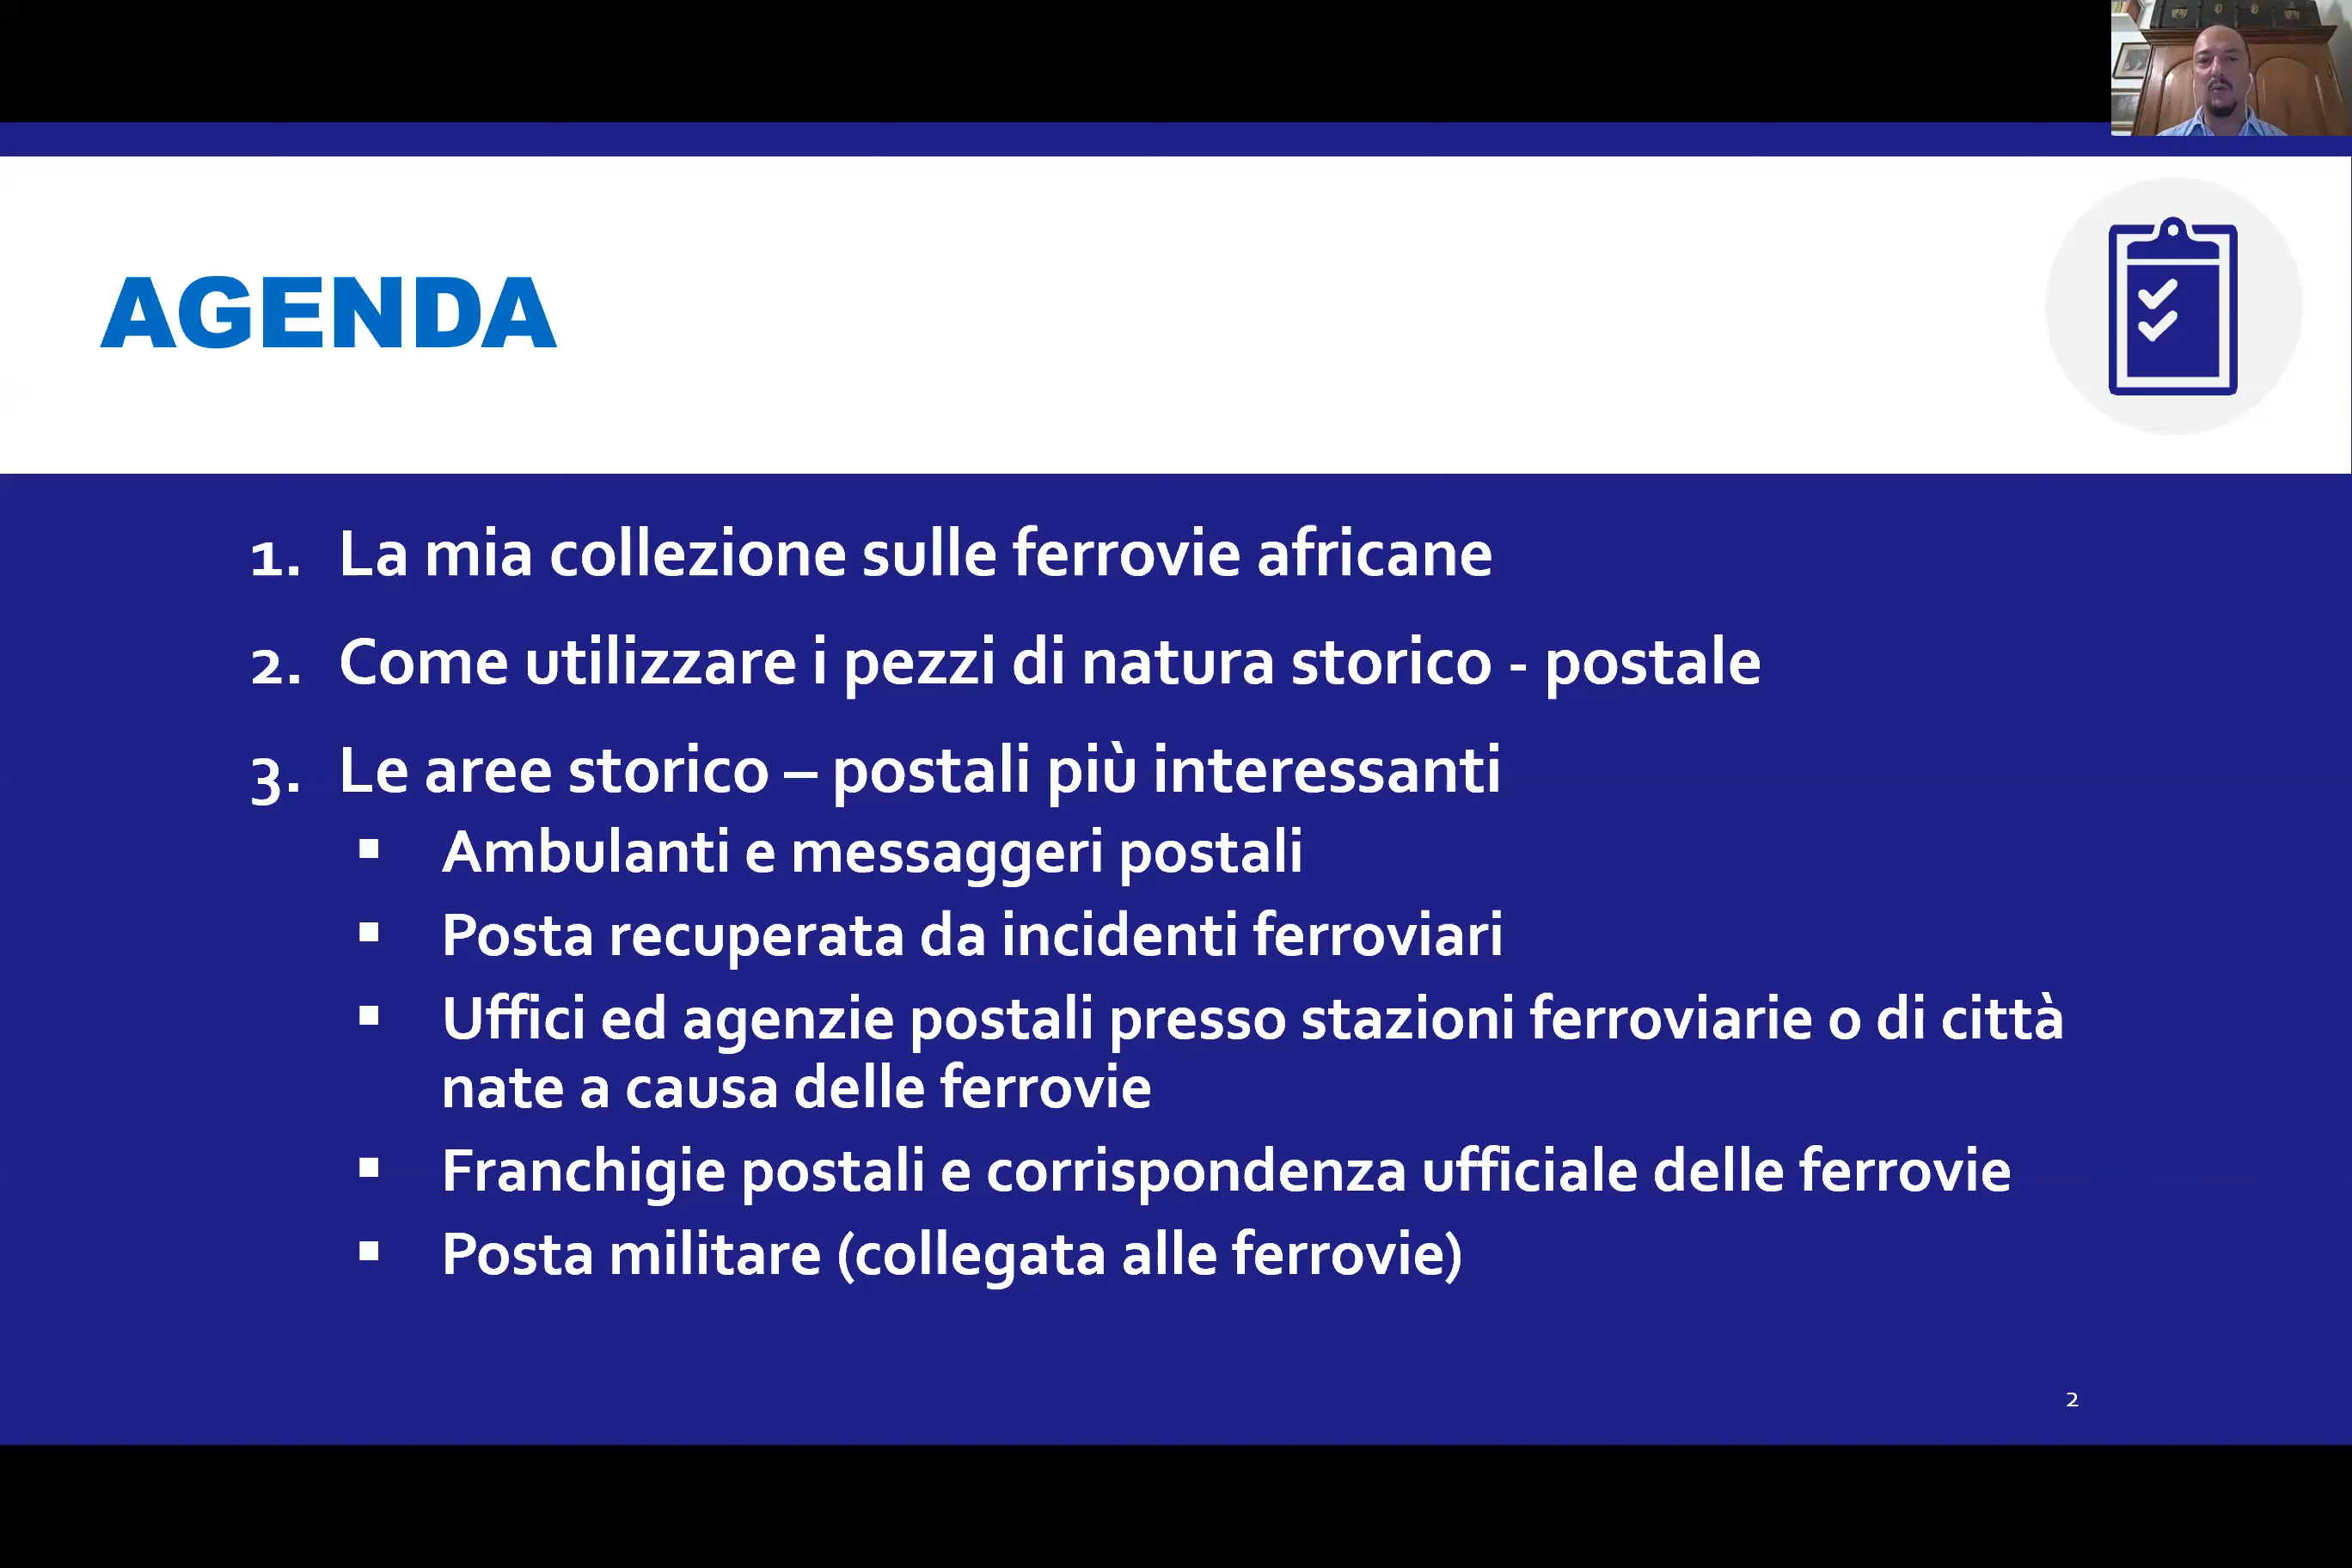 AGENDA
1. La mia collezione sulle ferrovie africane
2. Come utilizzare i pezzi di natura storico - postale
3. Le aree storico – postali più interessanti
▪ Ambulanti e messaggeri postali
▪ Posta recuperata da incidenti ferroviari
▪ Uffici ed agenzie postali presso stazioni ferroviarie o di città
nate a causa delle ferrovie
▪ Franchigie postali e corrispondenza ufficiale delle ferrovie
▪ Posta militare (collegata alle ferrovie)
2